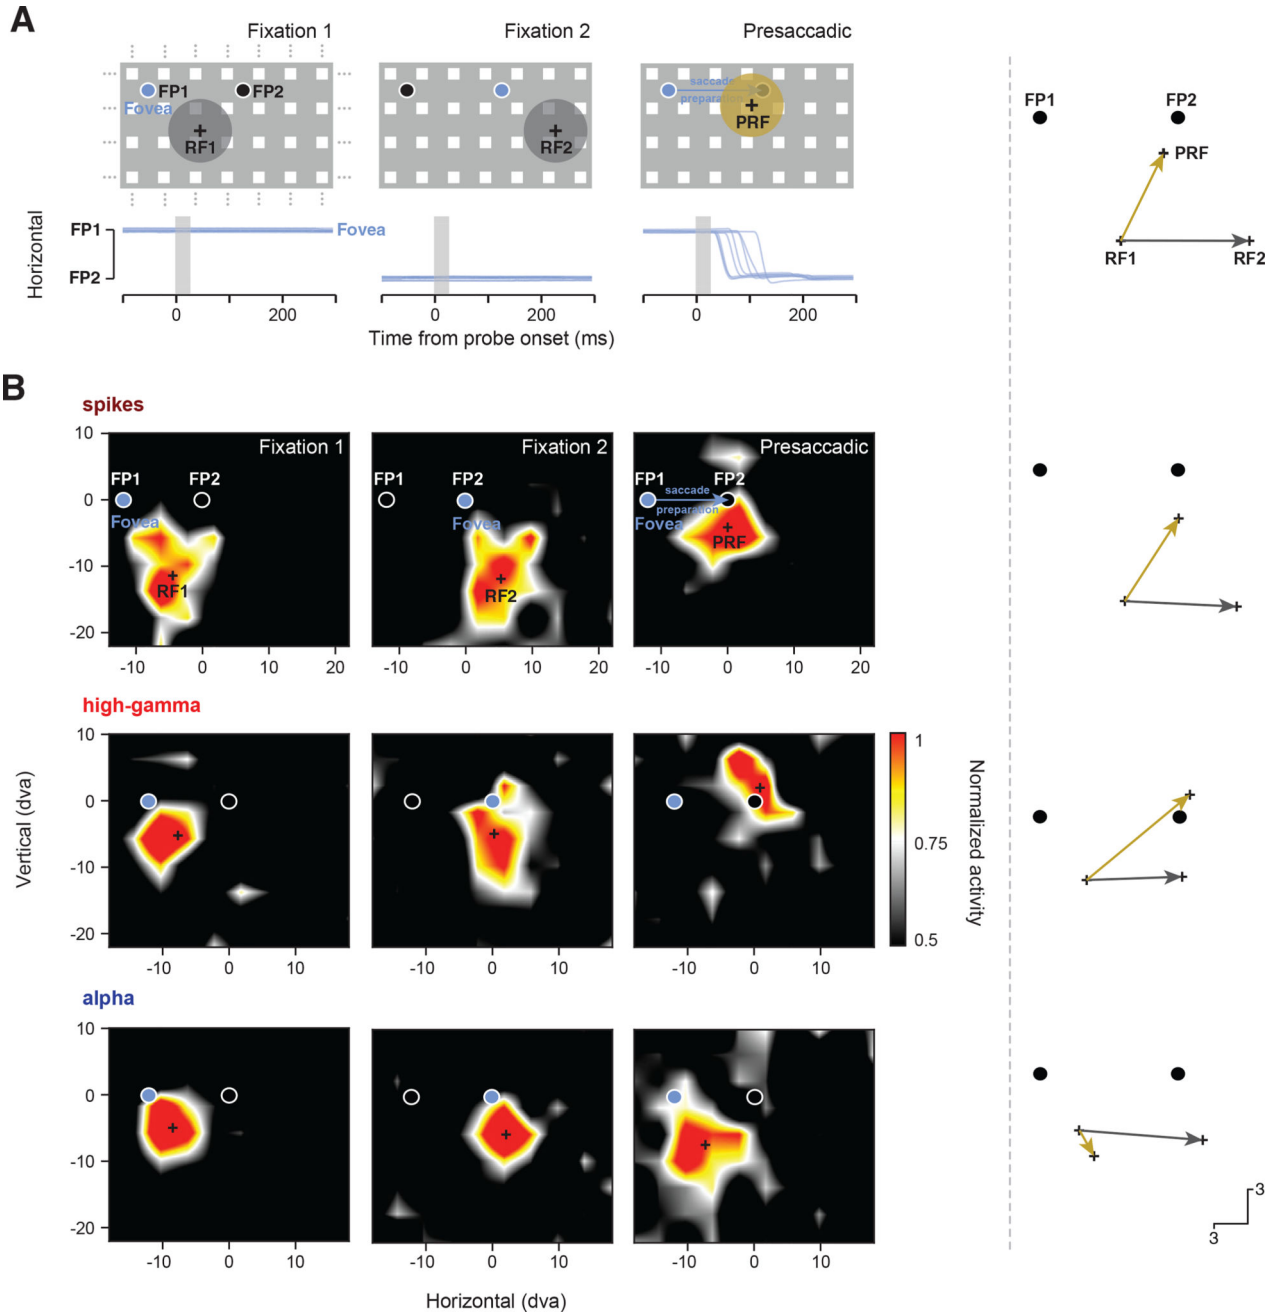 A
Fixation 1
Fixation 2
Presaccadic
FP1
FP2
Fovea
RF1
RF2
saccade
preparation
PRF
FP1
FP2
PRF
RF1
RF2
Horizontal
FP1
FP2
Fovea
0
200
0
200
0
200
Time from probe onset (ms)
B
spikes
10
0
-10
-20
Fixation 1
FP1
FP2
Fovea
RF1
Fixation 2
FP1
FP2
Fovea
RF2
Presaccadic
FP1
FP2
saccade
preparation
Fovea
PRF
-10
0
10
20
-10
0
10
20
-10
0
10
20
high-gamma
10
0
-10
-20
-10
0
10
-10
0
10
-10
0
10
1
0.75
0.5
Normalized activity
Vertical (dva)
alpha
10
0
-10
-20
-10
0
10
-10
0
10
-10
0
10
Horizontal (dva)
3
3